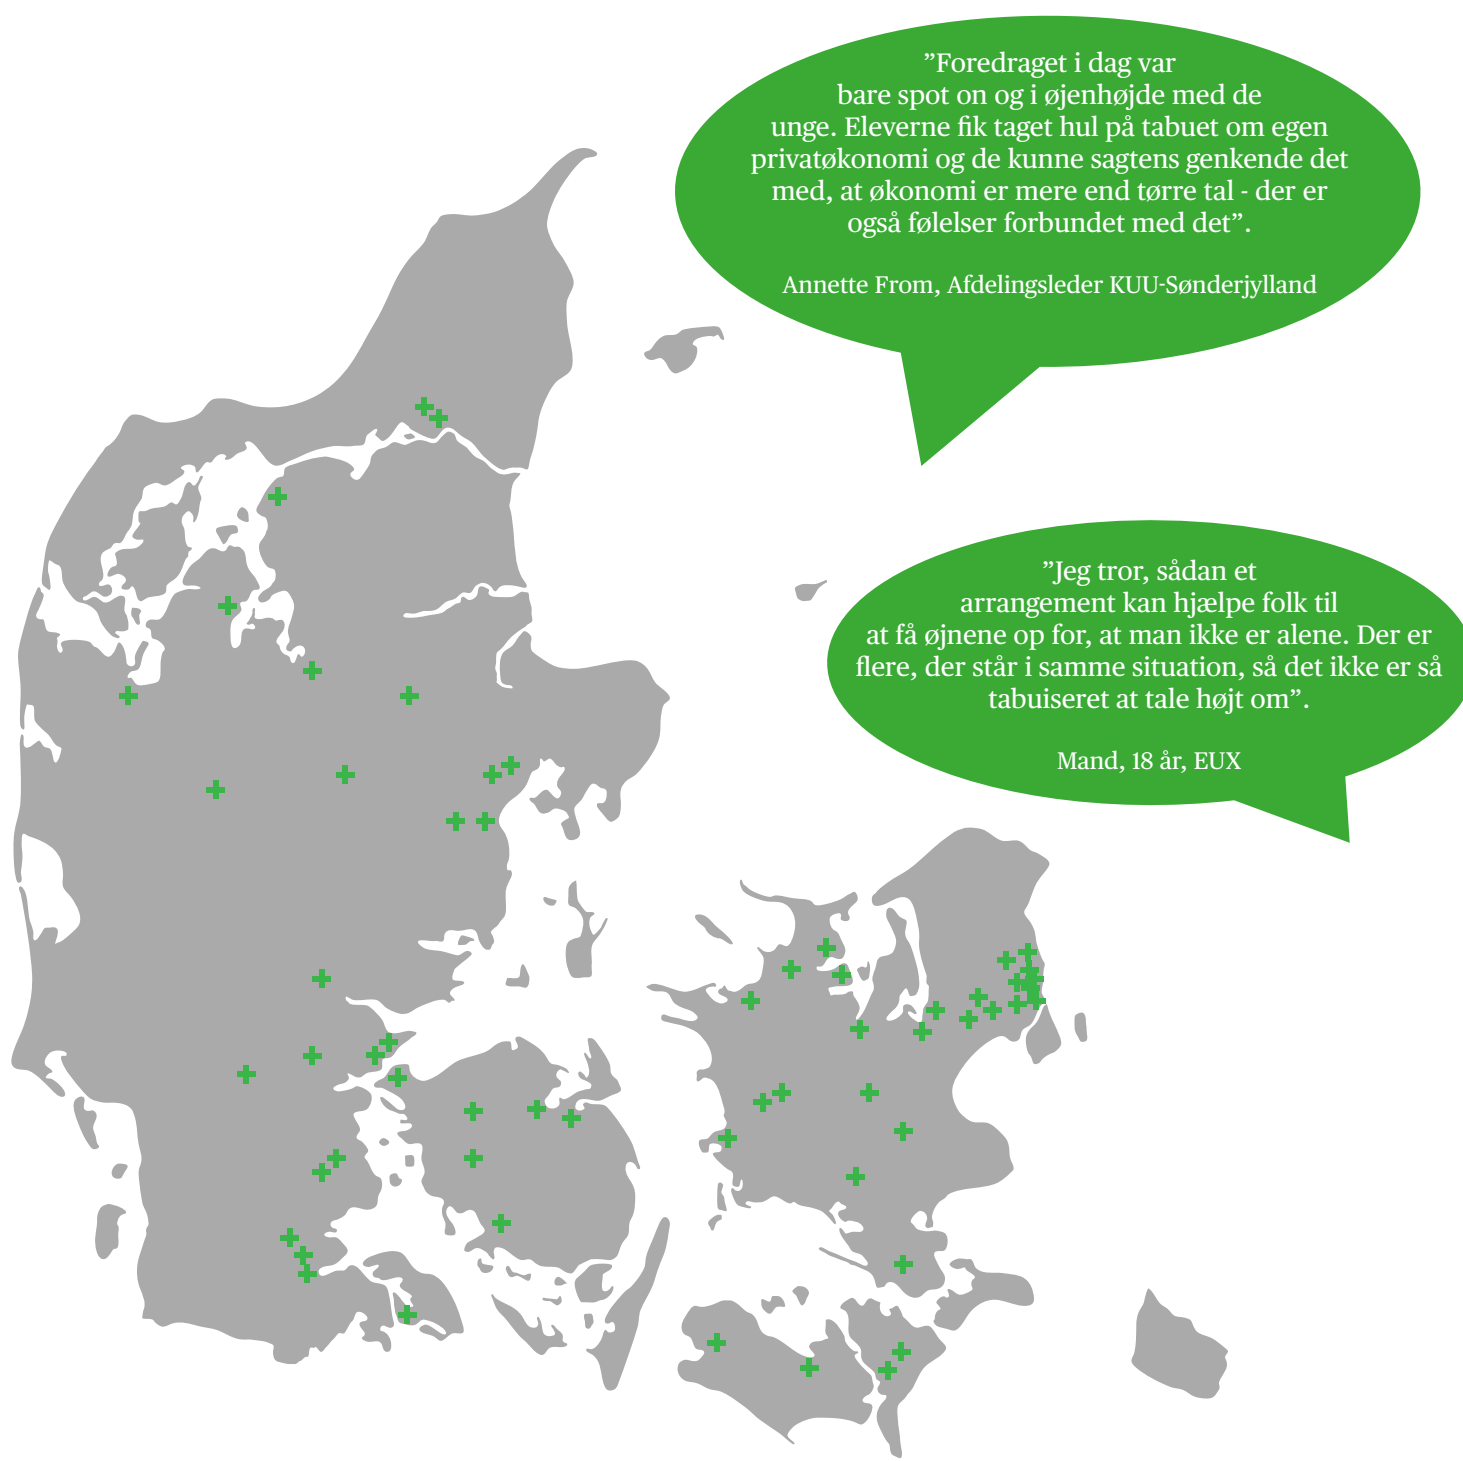 ”Foredraget i dag var
bare spot on og i øjenhøjde med de
unge. Eleverne fik taget hul på tabuet om egen
privatøkonomi og de kunne sagtens genkende det
med, at økonomi er mere end tørre tal - der er
også følelser forbundet med det”.
Annette From, Afdelingsleder KUU-Sønderjylland
”Jeg tror, sådan et
arrangement kan hjælpe folk til
at få øjnene op for, at man ikke er alene. Der er
flere, der står i samme situation, så det ikke er så
tabuiseret at tale højt om”.
Mand, 18 år, EUX